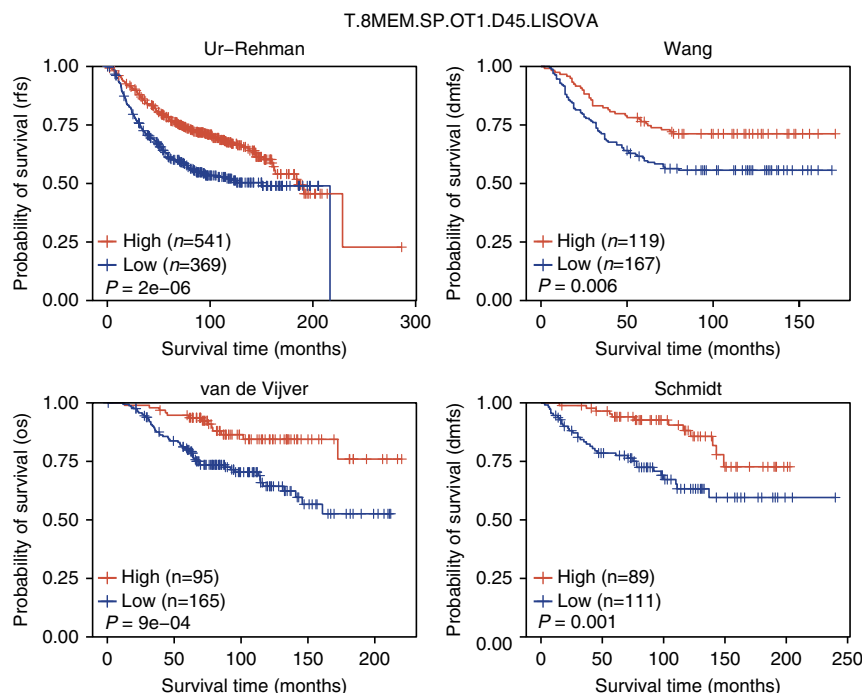 T.8MEM.SP.OT1.D45.LISOVA
Ur–Rehman
Probability of survival (rfs)
1.00
0.75
0.50
0.25
0.00
High (n=541)
Low (n=369)
P = 2e–06
0 100 200 300
Survival time (months)
Wang
Probability of survival (dmfs)
1.00
0.75
0.50
0.25
0.00
High (n=119)
Low (n=167)
P = 0.006
0 50 100 150
Survival time (months)
van de Vijver
Probability of survival (os)
1.00
0.75
0.50
0.25
0.00
High (n=95)
Low (n=165)
P = 9e–04
0 50 100 150 200
Survival time (months)
Schmidt
Probability of survival (dmfs)
1.00
0.75
0.50
0.25
0.00
High (n=89)
Low (n=111)
P = 0.001
0 50 100 150 200 250
Survival time (months)